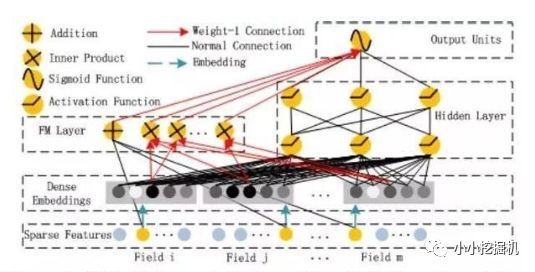 Addition
Weight-1 Connection
Inner Product
Normal Connection
Output Units
Sigmoid Function
Embedding
Activation Function
Hidden Layer
FM Layer
. . .
Dense
Embeddings
...
Sparse Features
...
Field i
Field j
Field m
小小挖掘机